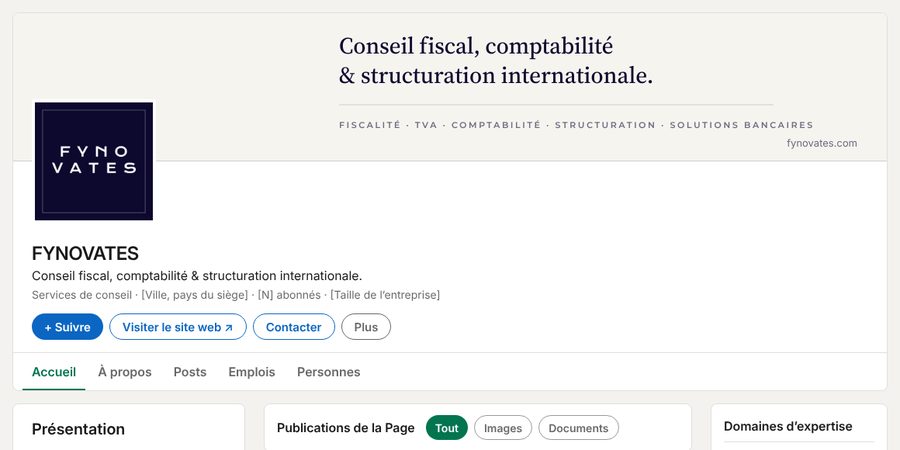 Conseil fiscal, comptabilité
& structuration internationale.
FISCALITÉ · TVA · COMPTABILITÉ · STRUCTURATION · SOLUTIONS BANCAIRES
fynovates.com
FYNO
VATES
FYNOVATES
Conseil fiscal, comptabilité & structuration internationale.
Services de conseil · [Ville, pays du siège] · [N] abonnés · [Taille de l’entreprise]
+ Suivre Visiter le site web ↗ Contacter Plus
Accueil À propos Posts Emplois Personnes
Présentation
Publications de la Page Tout Images Documents
Domaines d’expertise